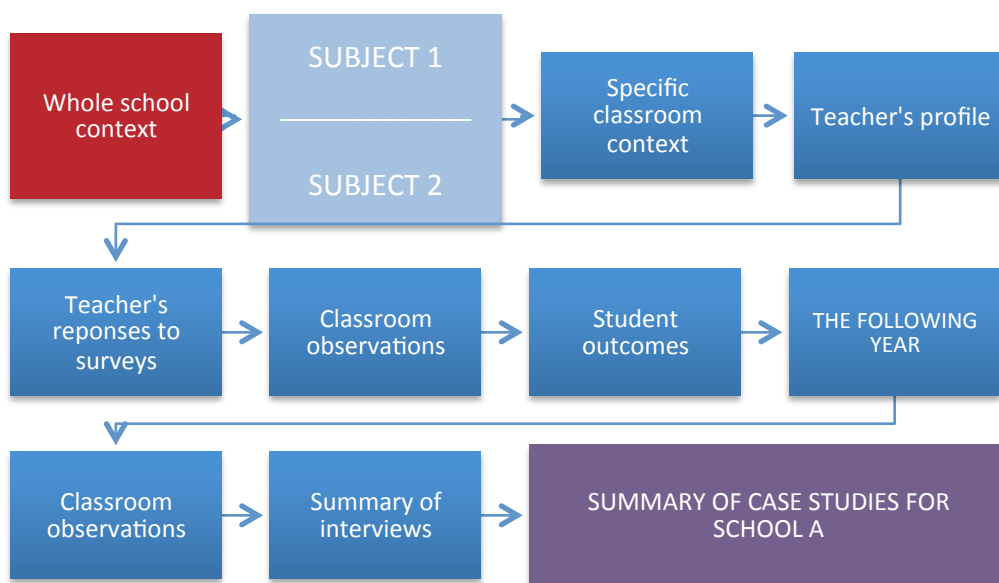 Whole school
context
SUBJECT 1
SUBJECT 2
Specific
classroom
context
Teacher's profile
Teacher's
reponses to
surveys
Classroom
observations
Student
outcomes
THE FOLLOWING
YEAR
Classroom
observations
Summary of
interviews
SUMMARY OF CASE STUDIES FOR
SCHOOL A